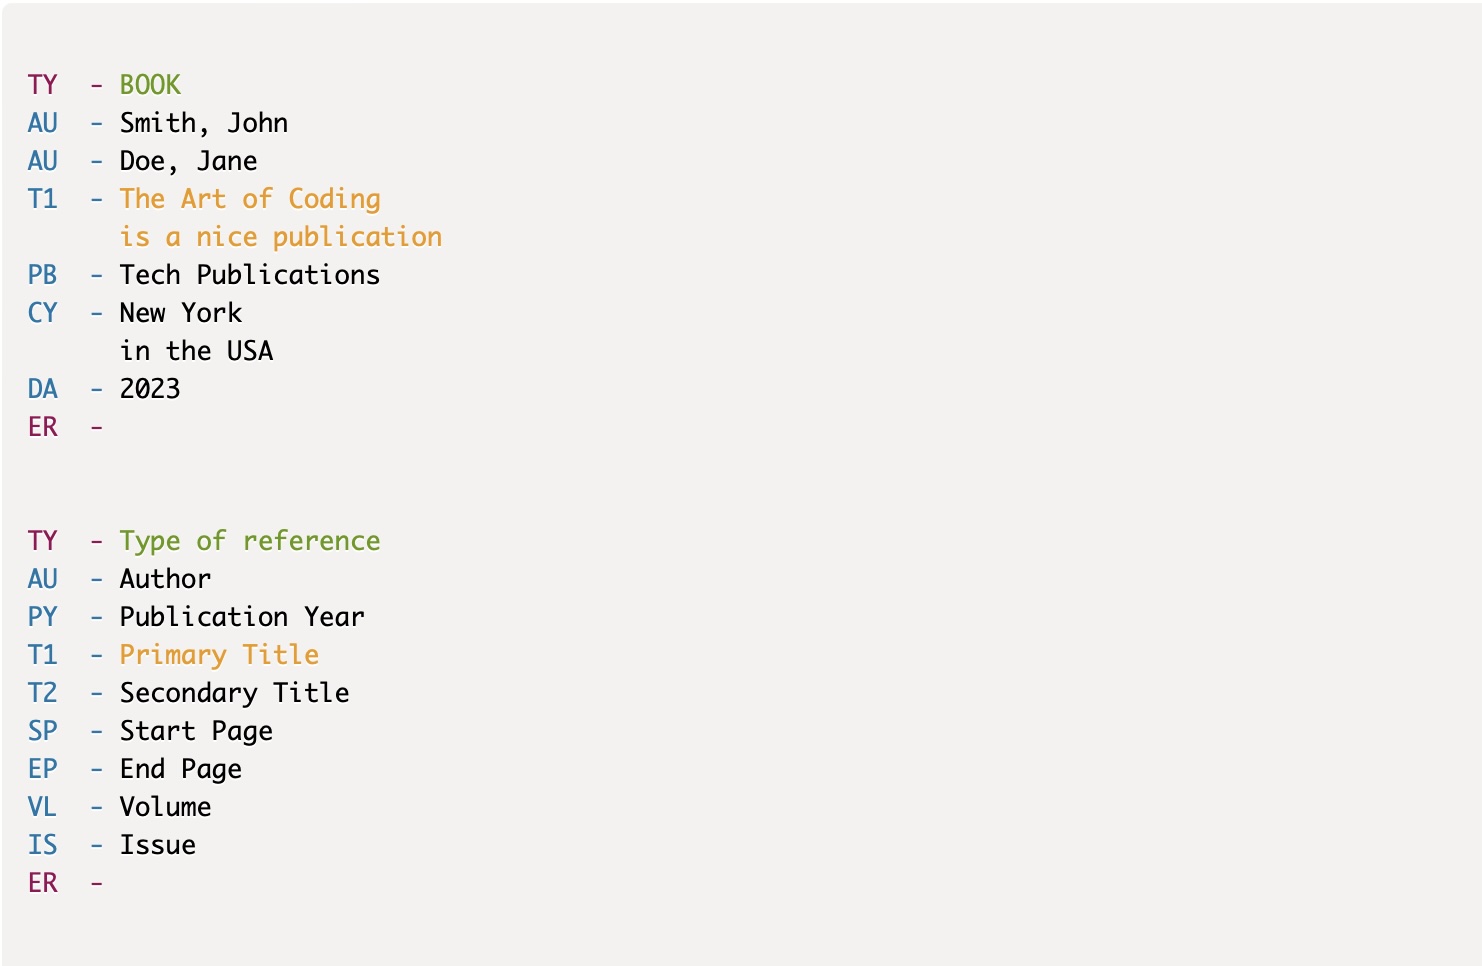 TY  - BOOK
AU  - Smith, John
AU  - Doe, Jane
T1  - The Art of Coding
      is a nice publication
PB  - Tech Publications
CY  - New York
      in the USA
DA  - 2023
ER  -
TY  - Type of reference
AU  - Author
PY  - Publication Year
T1  - Primary Title
T2  - Secondary Title
SP  - Start Page
EP  - End Page
VL  - Volume
IS  - Issue
ER  -